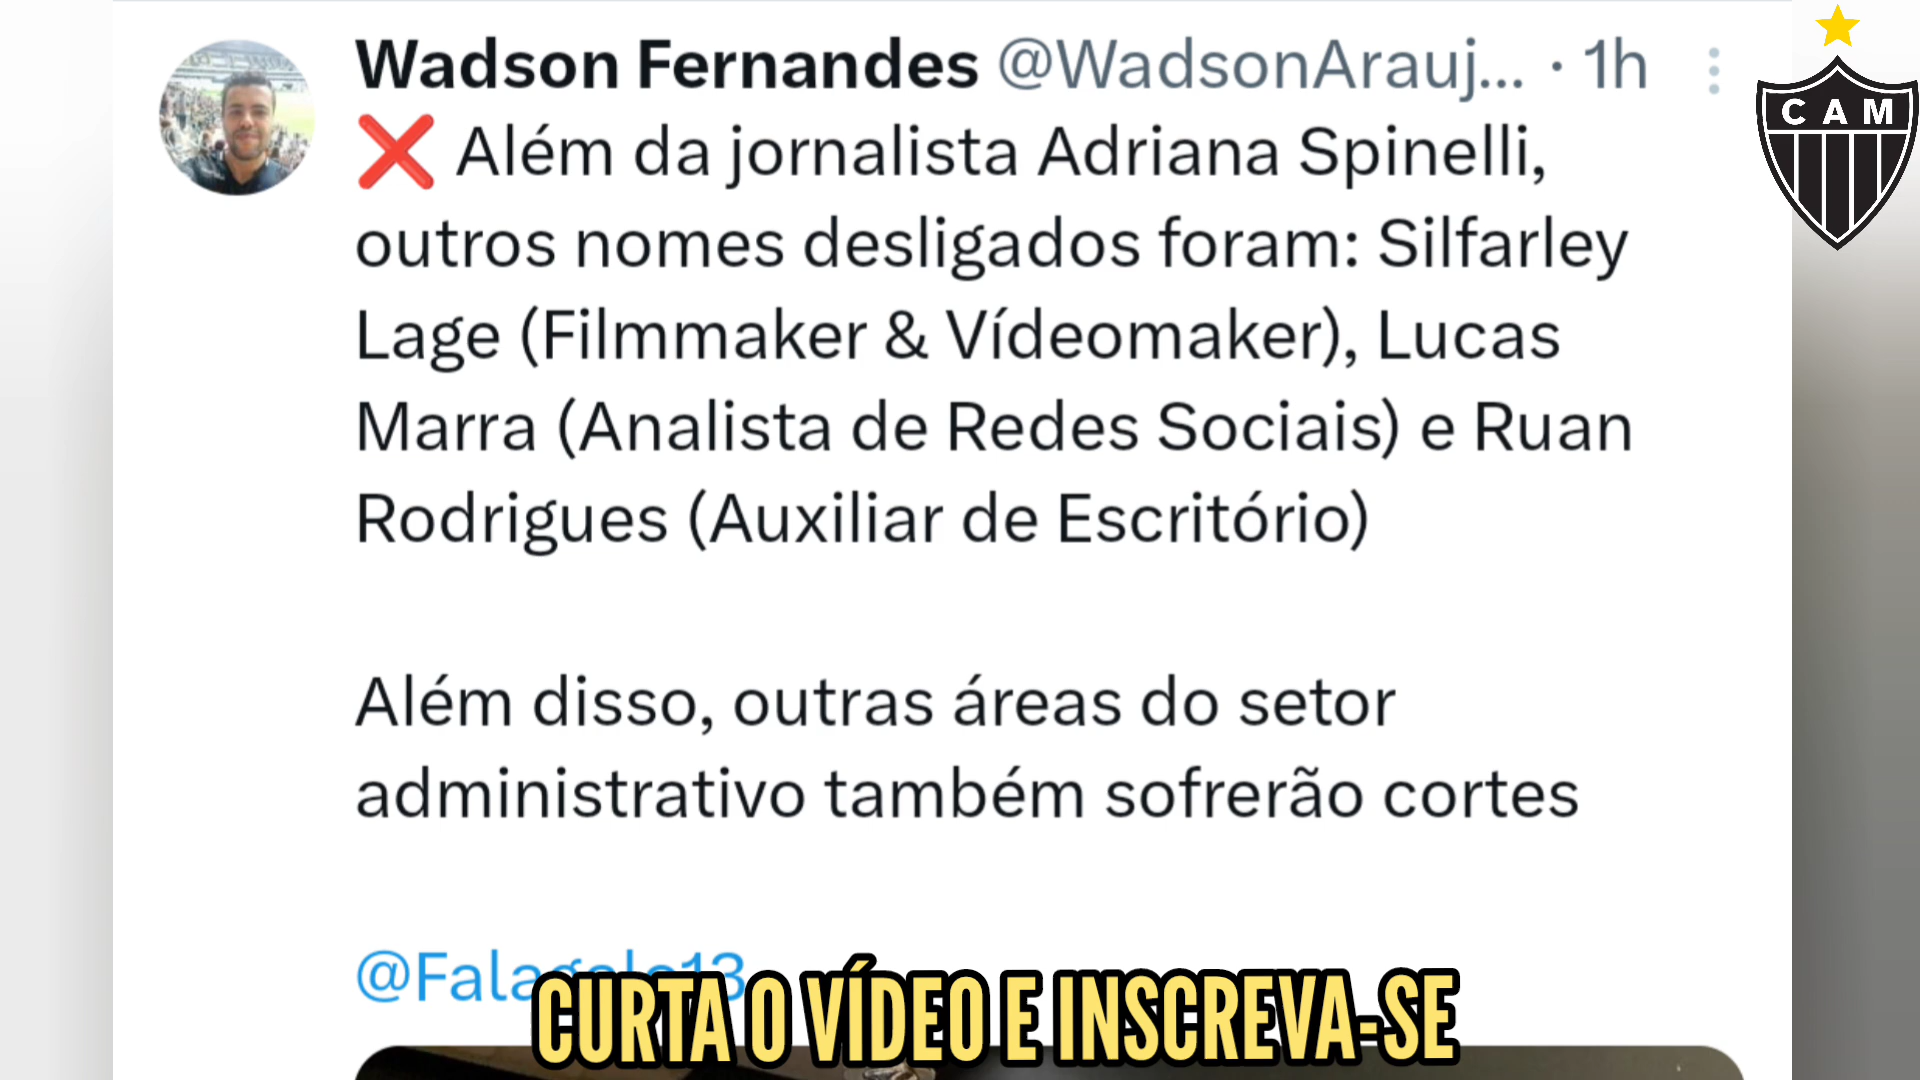 Wadson Fernandes @WadsonArauj... · 1h
CAM
❌ Além da jornalista Adriana Spinelli,
outros nomes desligados foram: Silfarley
Lage (Filmmaker & Vídeomaker), Lucas
Marra (Analista de Redes Sociais) e Ruan
Rodrigues (Auxiliar de Escritório)
Além disso, outras áreas do setor
administrativo também sofrerão cortes
@Falagalo13
CURTA O VÍDEO E INSCREVA-SE